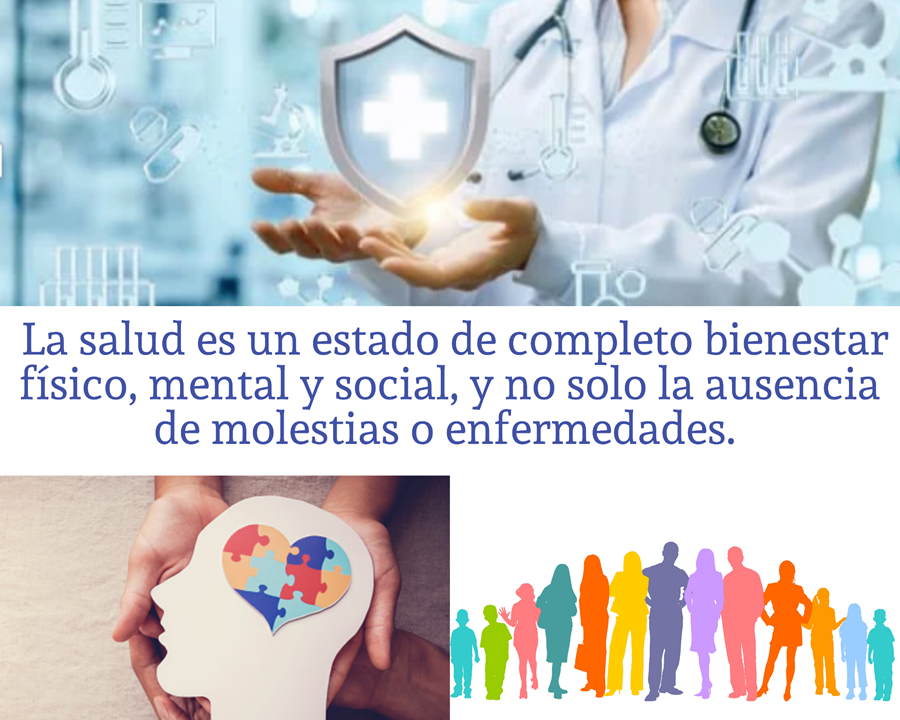 La salud es un estado de completo bienestar
físico, mental y social, y no solo la ausencia
de molestias o enfermedades.